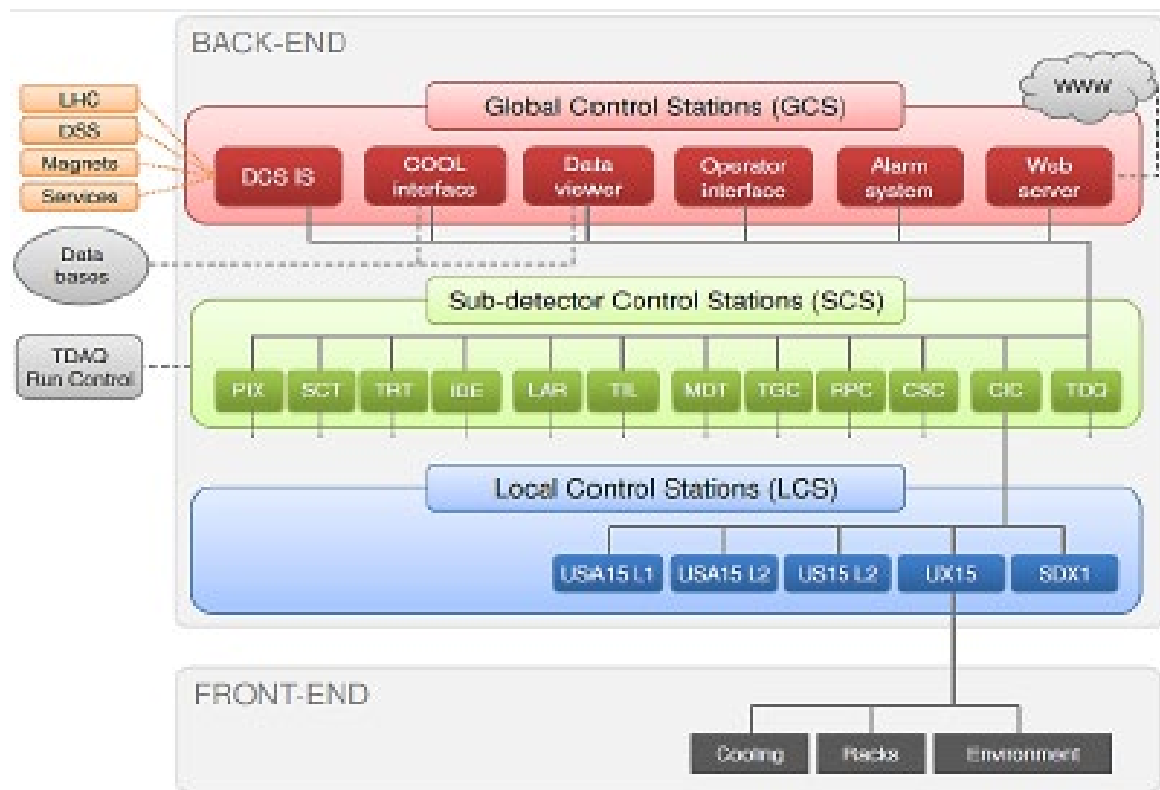 BACK-END
WWW
Global Control Stations (GCS)
LHC
DSS
Magnets
Services
DCS IS
COOL
interface
Data
viewer
Operator
interface
Alarm
system
Web
server
Data
bases
Sub-detector Control Stations (SCS)
TDAQ
Run Control
PIX
SCT
TRT
IDE
LAR
TIL
MDT
TGC
RPC
CSC
CIC
TDQ
Local Control Stations (LCS)
USA15 L1
USA15 L2
US15 L2
UX15
SDX1
FRONT-END
Cooling
Racks
Environment